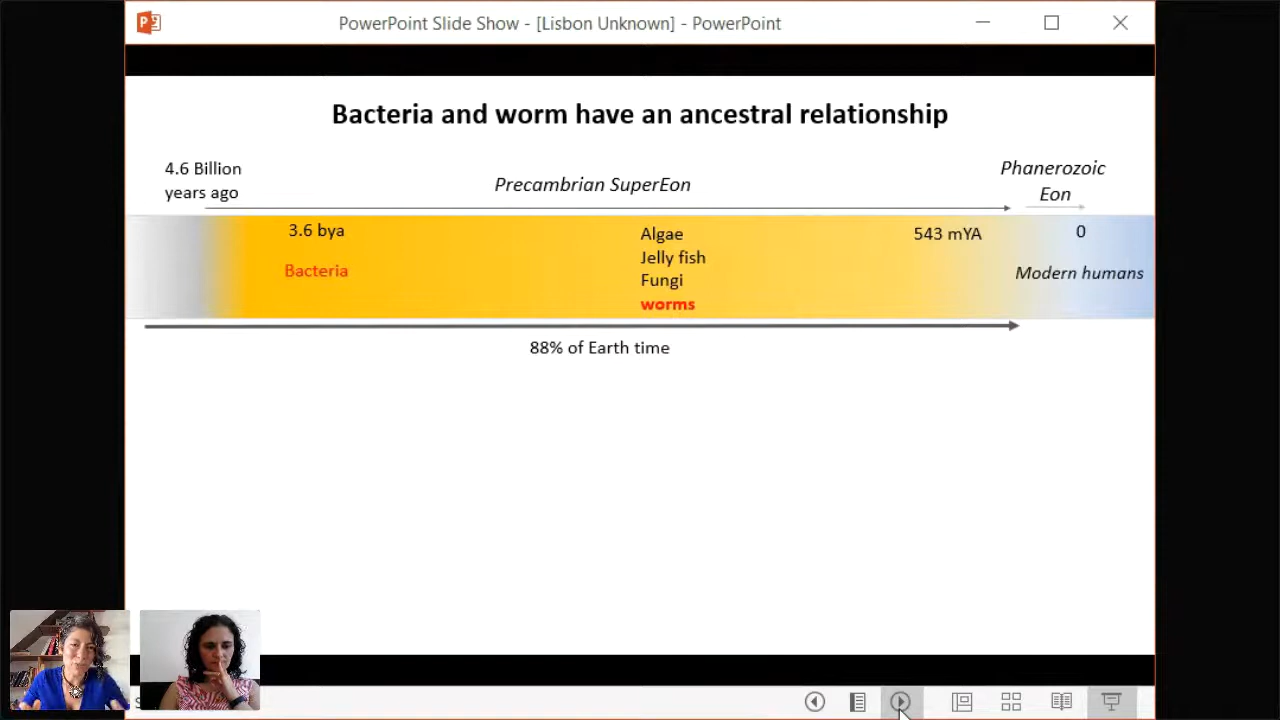 PowerPoint Slide Show - [Lisbon Unknown] - PowerPoint
Bacteria and worm have an ancestral relationship
4.6 Billion
years ago
Precambrian SuperEon
Phanerozoic
Eon
3.6 bya
Bacteria
Algae
Jelly fish
Fungi
worms
543 mYA
0
Modern humans
88% of Earth time